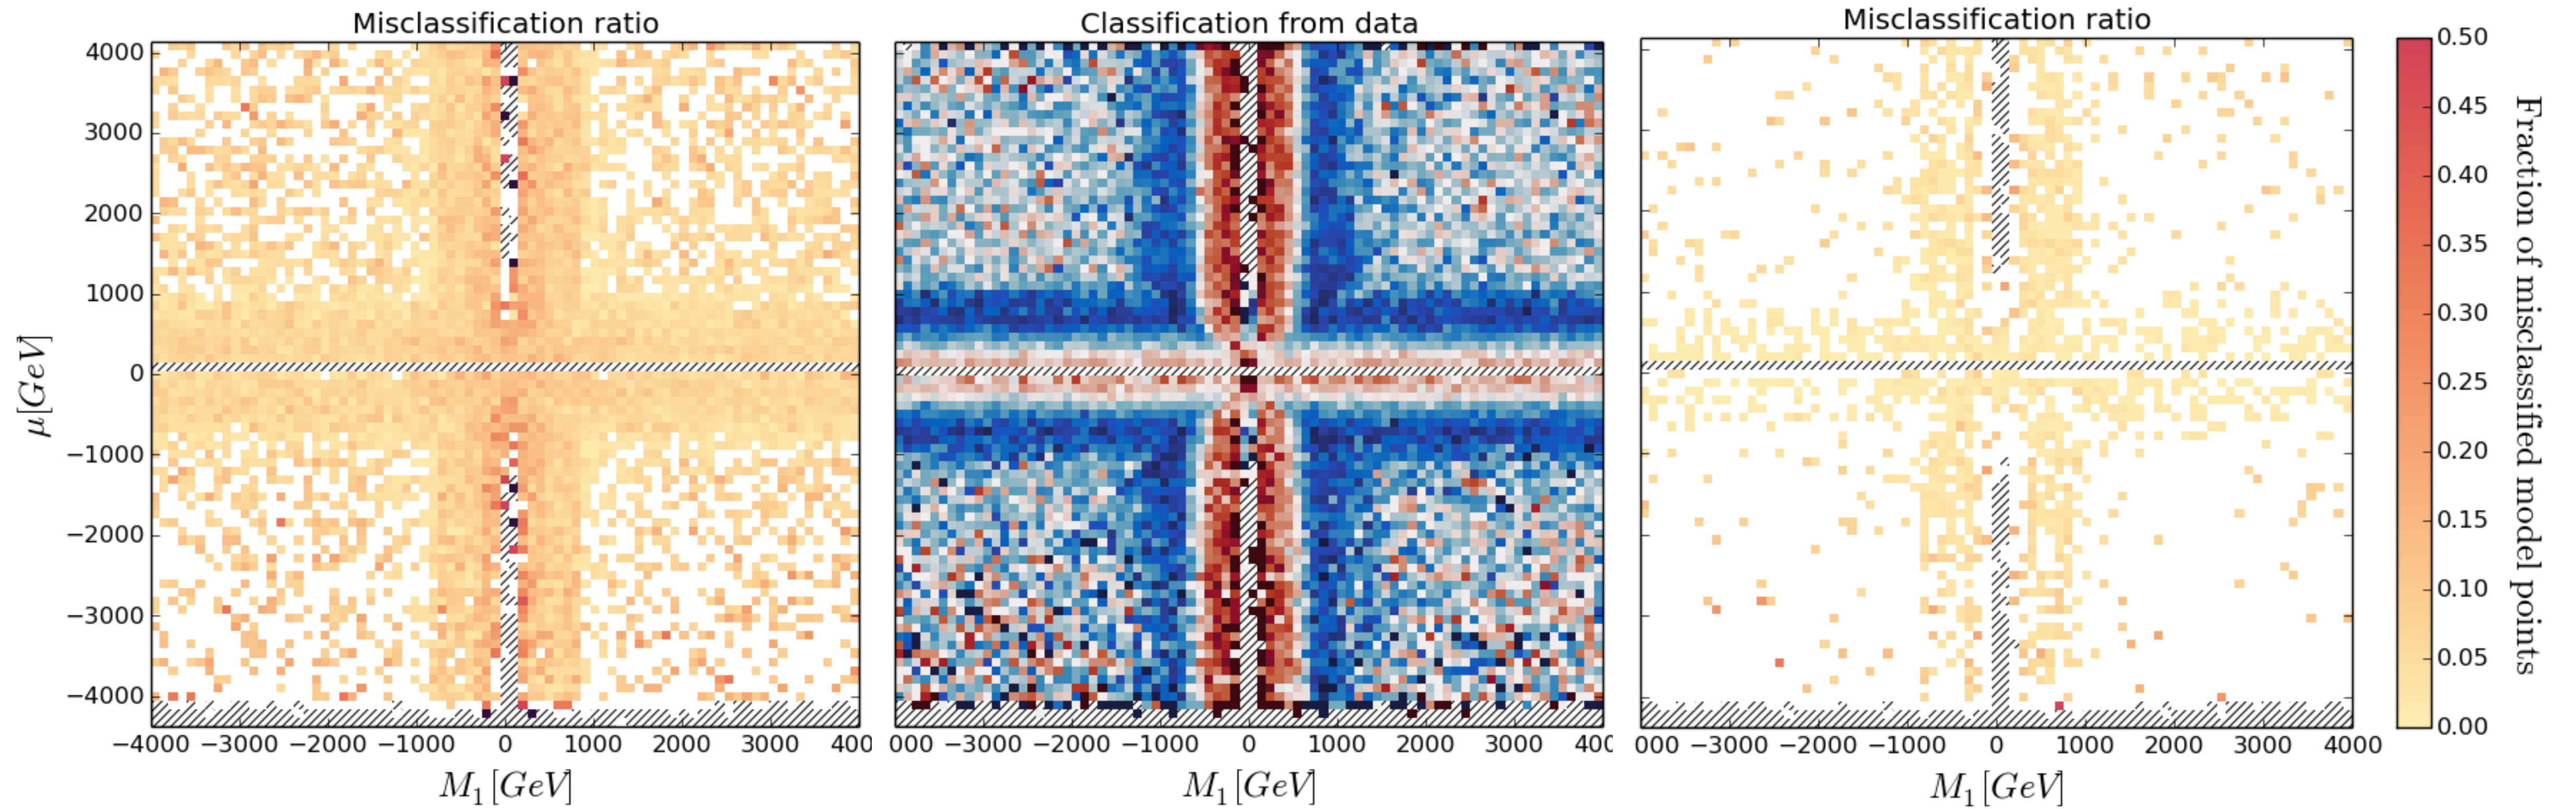 Misclassification ratio
Classification from data
Misclassification ratio
4000
3000
2000
1000
0
−1000
−2000
−3000
−4000
μ[GeV]
−4000 −3000 −2000 −1000 0 1000 2000 3000 400
000 −3000 −2000 −1000 0 1000 2000 3000 400
000 −3000 −2000 −1000 0 1000 2000 3000 4000
M₁[GeV]
M₁[GeV]
M₁[GeV]
0.50
0.45
0.40
0.35
0.30
0.25
0.20
0.15
0.10
0.05
0.00
Fraction of misclassified model points